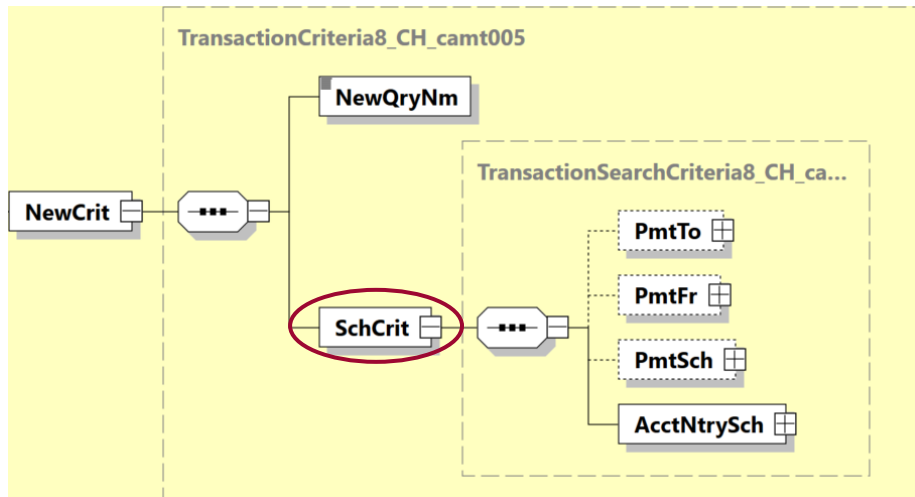 TransactionCriteria8_CH_camt005
NewQryNm
TransactionSearchCriteria8_CH_ca...
NewCrit
PmtTo
PmtFr
SchCrit
PmtSch
AcctNtrySch